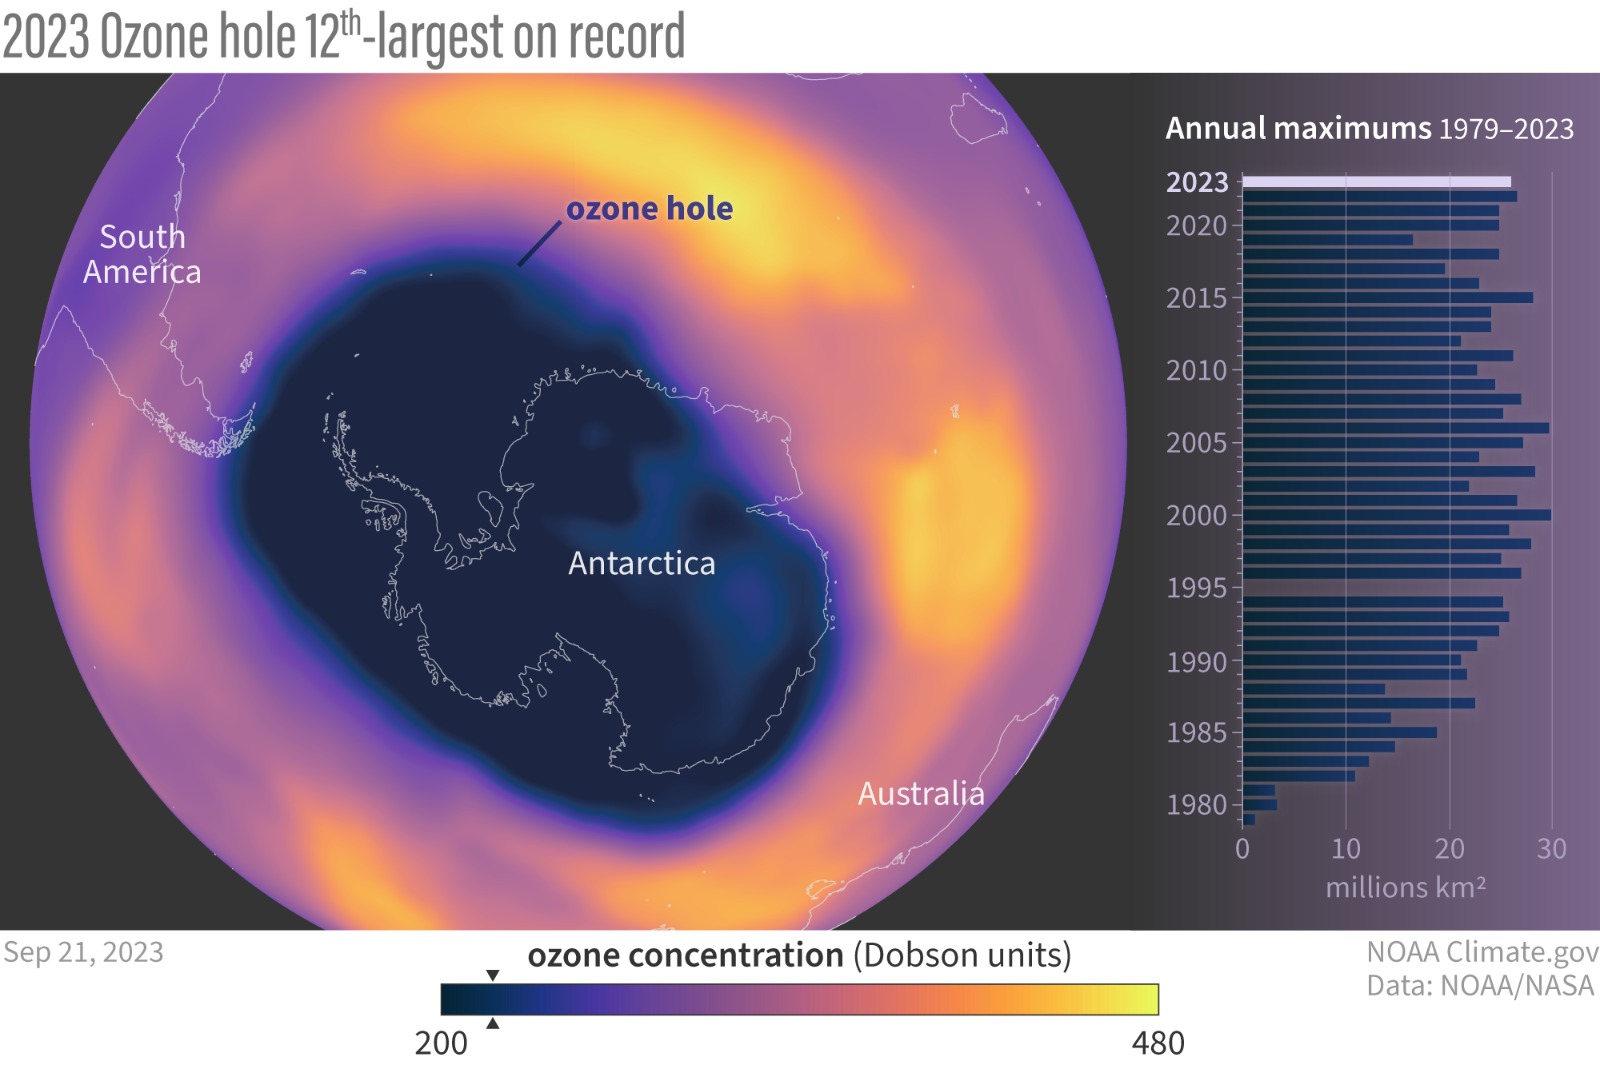 2023 Ozone hole 12th-largest on record
ozone hole
South
America
Antarctica
Australia
Annual maximums 1979–2023
2023
2020
2015
2010
2005
2000
1995
1990
1985
1980
0 10 20 30
millions km²
Sep 21, 2023
ozone concentration (Dobson units)
200 480
NOAA Climate.gov
Data: NOAA/NASA